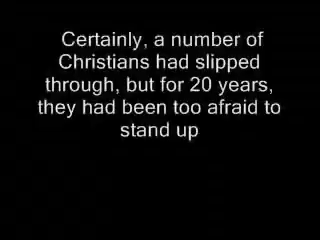 Certainly, a number of
Christians had slipped
through, but for 20 years,
they had been too afraid to
stand up